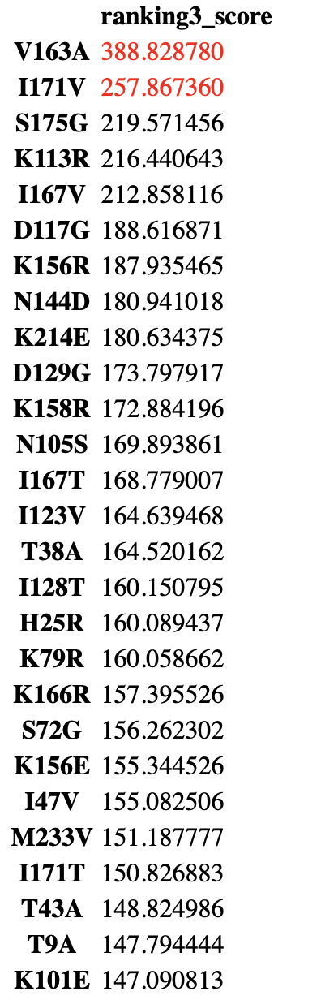 ranking3_score
V163A 388.828780
I171V 257.867360
S175G 219.571456
K113R 216.440643
I167V 212.858116
D117G 188.616871
K156R 187.935465
N144D 180.941018
K214E 180.634375
D129G 173.797917
K158R 172.884196
N105S 169.893861
I167T 168.779007
I123V 164.639468
T38A 164.520162
I128T 160.150795
H25R 160.089437
K79R 160.058662
K166R 157.395526
S72G 156.262302
K156E 155.344526
I47V 155.082506
M233V 151.187777
I171T 150.826883
T43A 148.824986
T9A 147.794444
K101E 147.090813